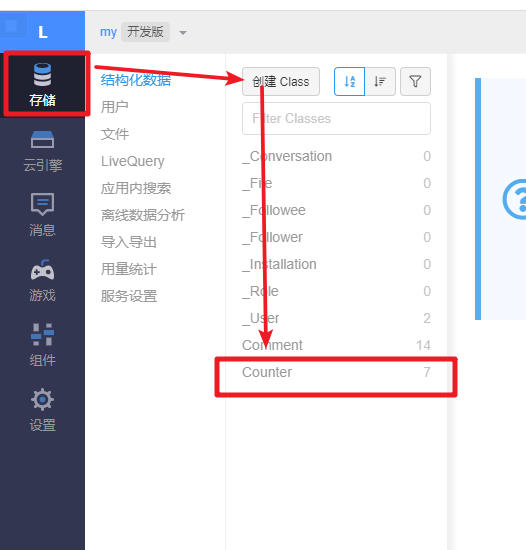 L
my 开发版
存储
云引擎
消息
游戏
组件
设置
结构化数据
用户
文件
LiveQuery
应用内搜索
离线数据分析
导入导出
用量统计
服务设置
创建 Class
Filter Classes
_Conversation 0
_File 0
_Followee 0
_Follower 0
_Installation 0
_Role 0
_User 2
Comment 14
Counter 7
?